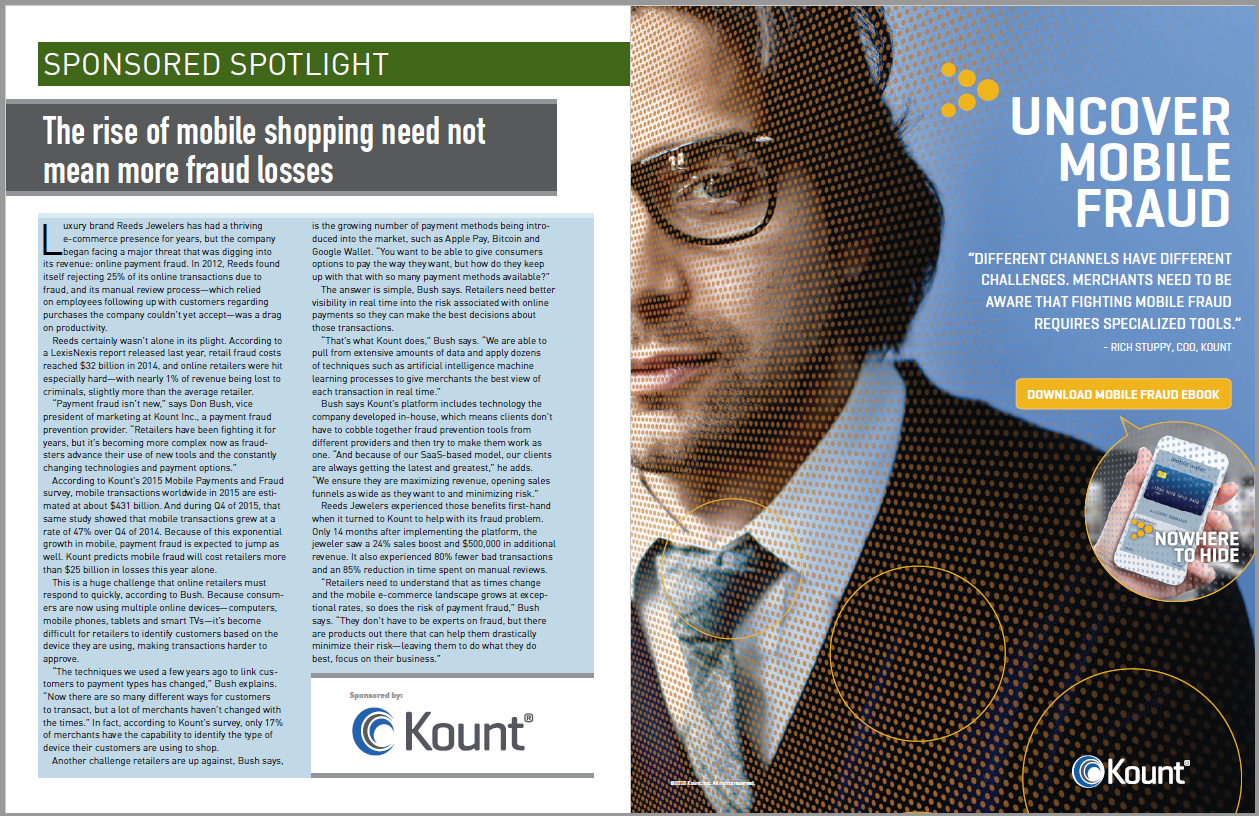 SPONSORED SPOTLIGHT
The rise of mobile shopping need not
mean more fraud losses
Luxury brand Reeds Jewelers has had a thriving
e-commerce presence for years, but the company
began facing a major threat that was digging into
its revenue: online payment fraud. In 2012, Reeds found
itself rejecting 25% of its online transactions due to
fraud, and its manual review process—which relied
on employees following up with customers regarding
purchases the company couldn't yet accept—was a drag
on productivity.
Reeds certainly wasn't alone in its plight. According to
a LexisNexis report released last year, retail fraud costs
reached $32 billion in 2014, and online retailers were hit
especially hard—with nearly 1% of revenue being lost to
criminals, slightly more than the average retailer.
"Payment fraud isn't new," says Don Bush, vice
president of marketing at Kount Inc., a payment fraud
prevention provider. "Retailers have been fighting it for
years, but it's becoming more complex now as fraud-
sters advance their use of new tools and the constantly
changing technologies and payment options."
According to Kount's 2015 Mobile Payments and Fraud
survey, mobile transactions worldwide in 2015 are esti-
mated at about $431 billion. And during Q4 of 2015, that
same study showed that mobile transactions grew at a
rate of 47% over Q4 of 2014. Because of this exponential
growth in mobile, payment fraud is expected to jump as
well. Kount predicts mobile fraud will cost retailers more
than $25 billion in losses this year alone.
This is a huge challenge that online retailers must
respond to quickly, according to Bush. Because consum-
ers are now using multiple online devices—computers,
mobile phones, tablets and smart TVs—it's become
difficult for retailers to identify customers based on the
device they are using, making transactions harder to
approve.
"The techniques we used a few years ago to link cus-
tomers to payment types has changed," Bush explains.
"Now there are so many different ways for customers
to transact, but a lot of merchants haven't changed with
the times." In fact, according to Kount's survey, only 17%
of merchants have the capability to identify the type of
device their customers are using to shop.
Another challenge retailers are up against, Bush says,
is the growing number of payment methods being intro-
duced into the market, such as Apple Pay, Bitcoin and
Google Wallet. "You want to be able to give consumers
options to pay the way they want, but how do they keep
up with that with so many payment methods available?"
The answer is simple, Bush says. Retailers need better
visibility in real time into the risk associated with online
payments so they can make the best decisions about
those transactions.
"That's what Kount does," Bush says. "We are able to
pull from extensive amounts of data and apply dozens
of techniques such as artificial intelligence machine
learning processes to give merchants the best view of
each transaction in real time."
Bush says Kount's platform includes technology the
company developed in-house, which means clients don't
have to cobble together fraud prevention tools from
different providers and then try to make them work as
one. "And because of our SaaS-based model, our clients
are always getting the latest and greatest," he adds.
"We ensure they are maximizing revenue, opening sales
funnels as wide as they want to and minimizing risk."
Reeds Jewelers experienced those benefits first-hand
when it turned to Kount to help with its fraud problem.
Only 14 months after implementing the platform, the
jeweler saw a 24% sales boost and $500,000 in additional
revenue. It also experienced 80% fewer bad transactions
and an 85% reduction in time spent on manual reviews.
"Retailers need to understand that as times change
and the mobile e-commerce landscape grows at excep-
tional rates, so does the risk of payment fraud," Bush
says. "They don't have to be experts on fraud, but there
are products out there that can help them drastically
minimize their risk—leaving them to do what they do
best, focus on their business."
Sponsored by:
Kount®
UNCOVER
MOBILE
FRAUD
"DIFFERENT CHANNELS HAVE DIFFERENT
CHALLENGES. MERCHANTS NEED TO BE
AWARE THAT FIGHTING MOBILE FRAUD
REQUIRES SPECIALIZED TOOLS."
- RICH STUPPY, COO, KOUNT
DOWNLOAD MOBILE FRAUD EBOOK
Mobile wallet
ACCOUNT SUMMARY
NOWHERE
TO HIDE
©2016 Kount, Inc. All rights reserved.
Kount®